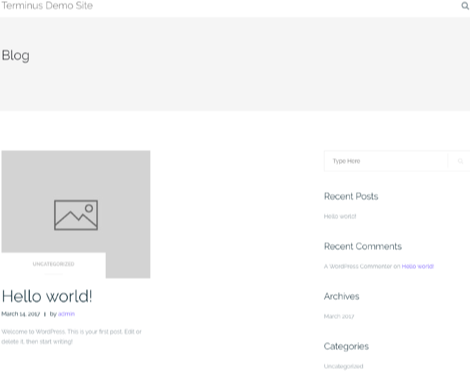 Terminus Demo Site
Blog
UNCATEGORIZED
Hello world!
March 14, 2017 | by admin
Welcome to WordPress. This is your first post. Edit or
delete it, then start writing!
Type Here
Recent Posts
Hello world!
Recent Comments
A WordPress Commenter on Hello world!
Archives
March 2017
Categories
Uncategorized